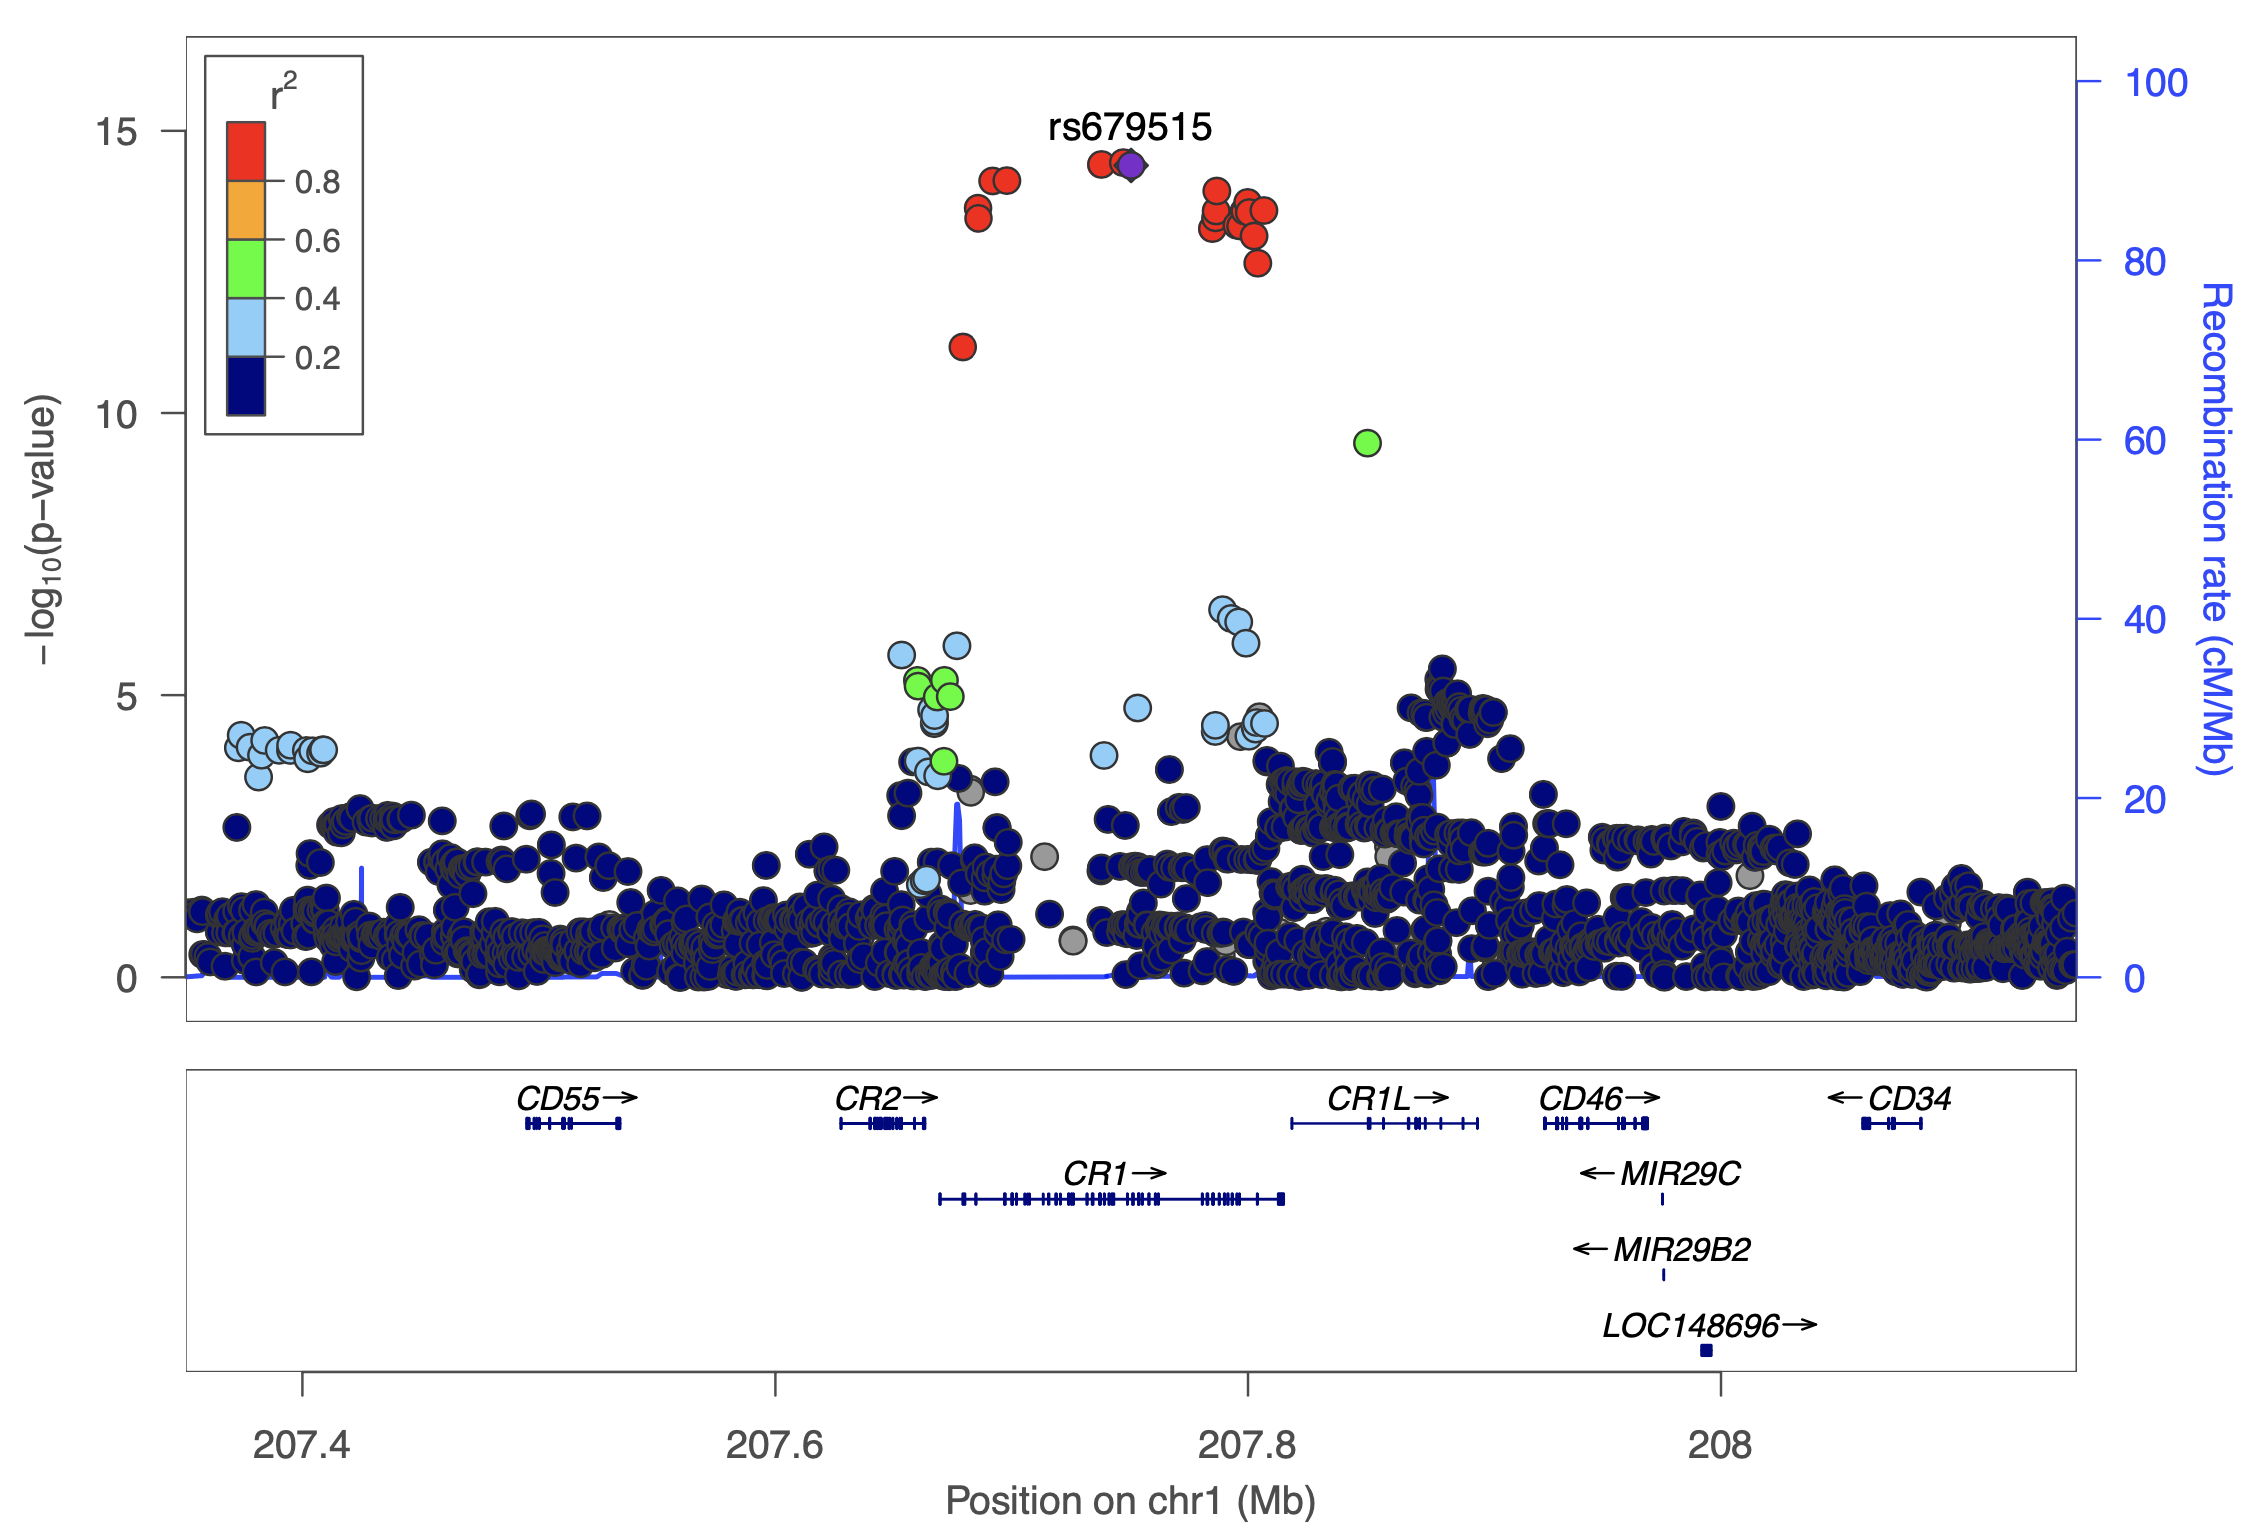 r2
0.8
0.6
0.4
0.2
rs679515
15
10
5
0
−log10(p−value)
100
80
60
40
20
0
Recombination rate (cM/Mb)
CD55→
CR2→
CR1L→
CD46→
←CD34
CR1→
←MIR29C
←MIR29B2
LOC148696→
207.4
207.6
207.8
208
Position on chr1 (Mb)